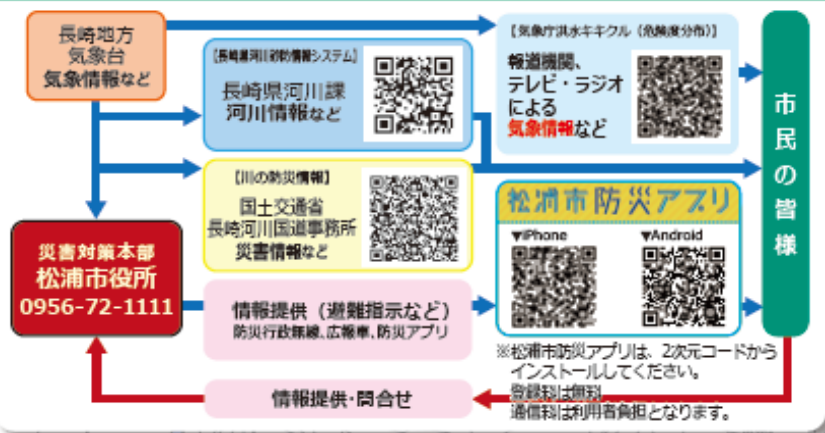 長崎地方
気象台
気象情報など
【長崎県河川砂防情報システム】
長崎県河川課
河川情報など
【気象庁洪水キキクル（危険度分布）】
報道機関、
テレビ・ラジオ
による
気象情報など
【川の防災情報】
国土交通省
長崎河川国道事務所
災害情報など
市民の皆様
災害対策本部
松浦市役所
0956-72-1111
松浦市防災アプリ
▼iPhone
▼Android
情報提供（避難指示など）
防災行政無線、広報車、防災アプリ
※松浦市防災アプリは、2次元コードから
インストールしてください。
登録料は無料
通信料は利用者負担となります。
情報提供・問合せ